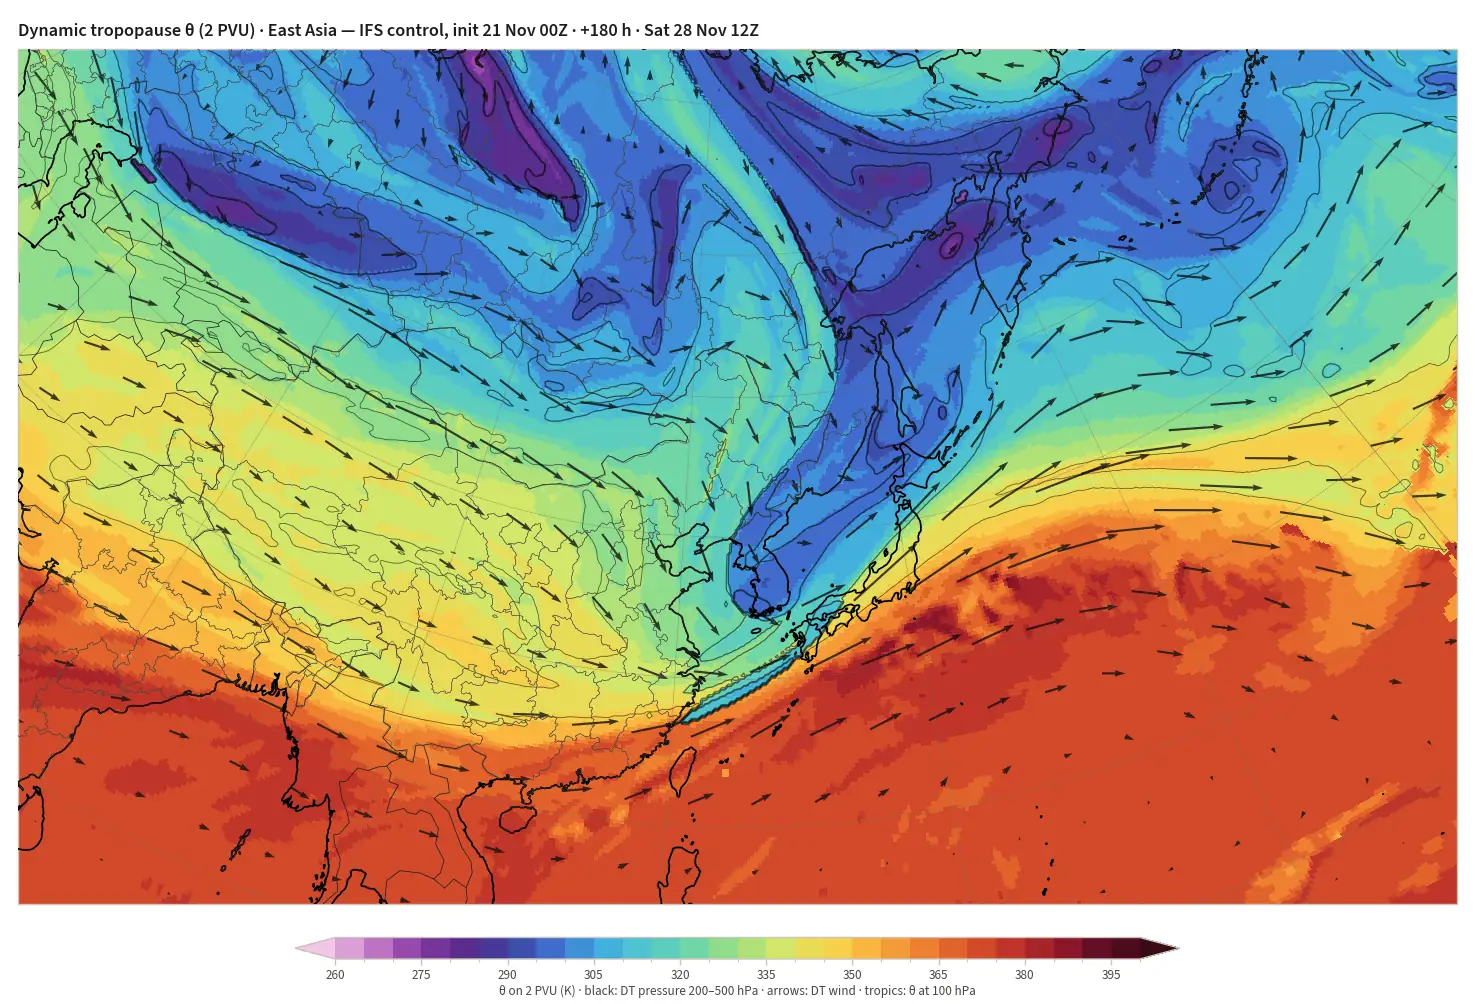 Dynamic tropopause θ (2 PVU) · East Asia — IFS control, init 21 Nov 00Z · +180 h · Sat 28 Nov 12Z
260 275 290 305 320 335 350 365 380 395
θ on 2 PVU (K) · black: DT pressure 200–500 hPa · arrows: DT wind · tropics: θ at 100 hPa